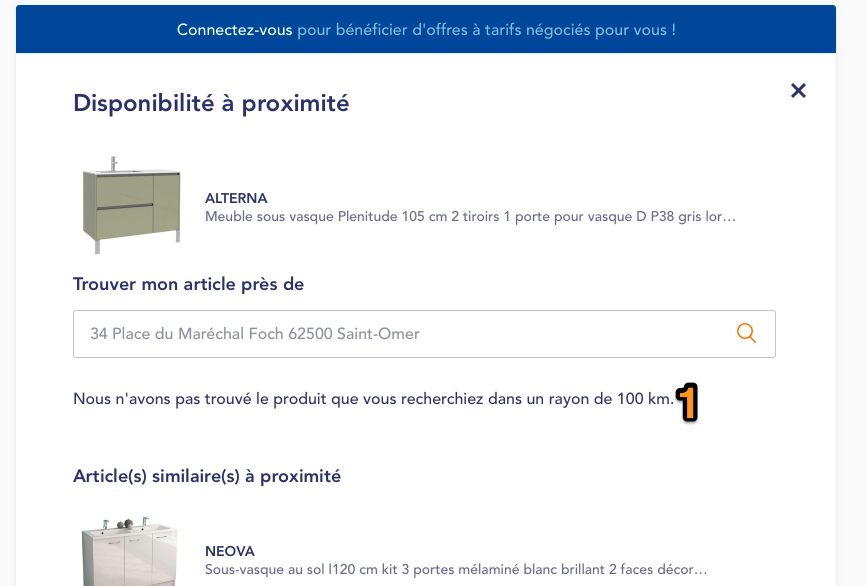 Connectez-vous pour bénéficier d'offres à tarifs négociés pour vous !
Disponibilité à proximité
ALTERNA
Meuble sous vasque Plenitude 105 cm 2 tiroirs 1 porte pour vasque D P38 gris lor…
Trouver mon article près de
34 Place du Maréchal Foch 62500 Saint-Omer
Nous n'avons pas trouvé le produit que vous recherchiez dans un rayon de 100 km.
1
Article(s) similaire(s) à proximité
NEOVA
Sous-vasque au sol l120 cm kit 3 portes mélaminé blanc brillant 2 faces décor…